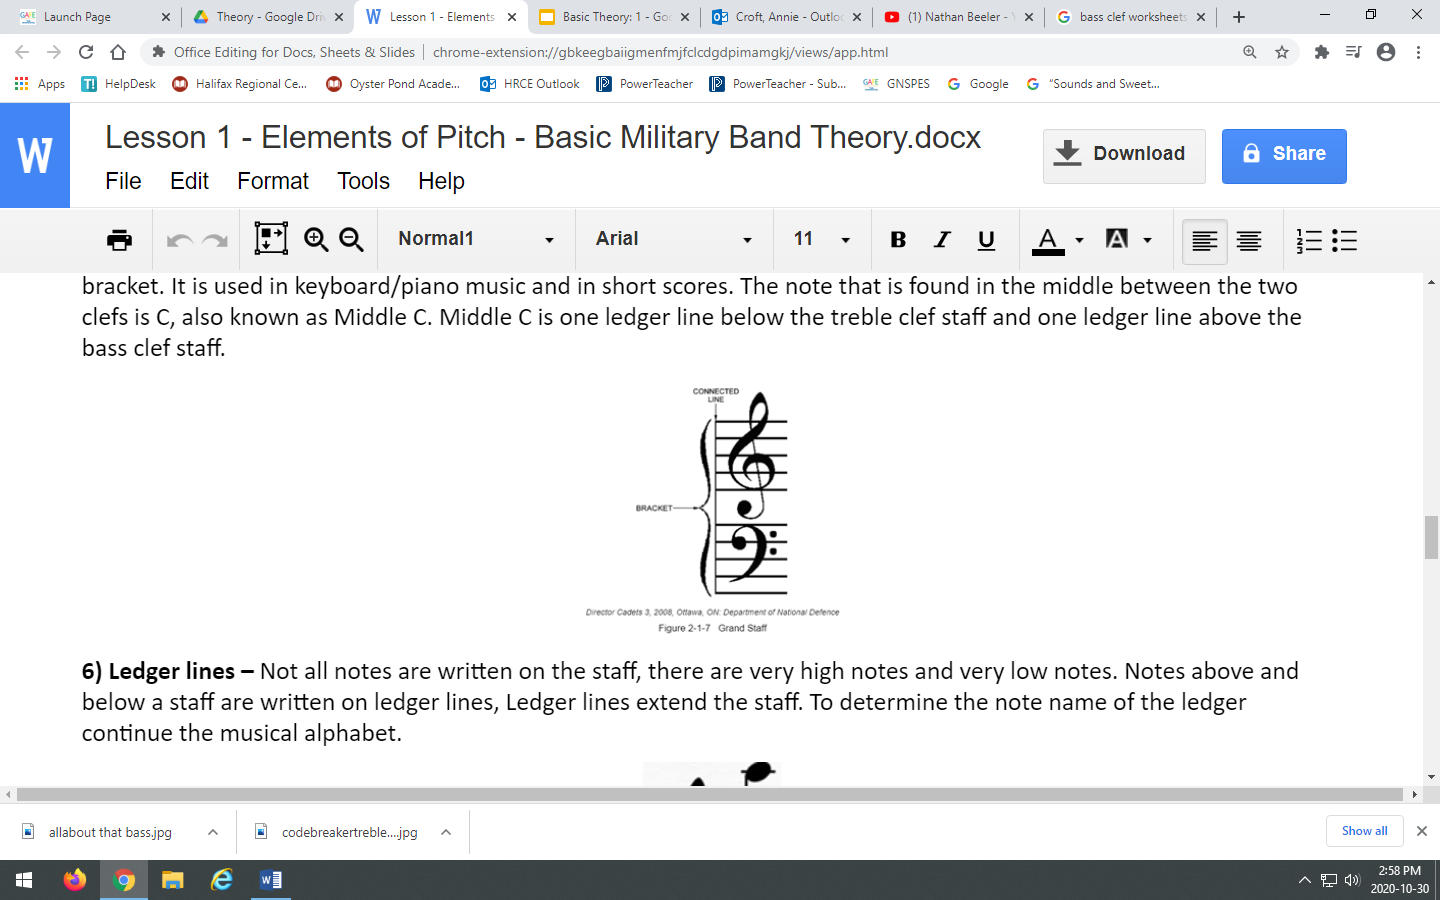 Launch Page
Theory - Google Dri
Lesson 1 - Elements
Basic Theory: 1 - Goo
Croft, Annie - Outloo
(1) Nathan Beeler - Y
bass clef worksheets
Office Editing for Docs, Sheets & Slides | chrome-extension://gbkeegbaiigmenfmjfclcdgdpimamgkj/views/app.html
Apps
HelpDesk
Halifax Regional Ce...
Oyster Pond Acade...
HRCE Outlook
PowerTeacher
PowerTeacher - Sub...
GNSPES
Google
"Sounds and Sweet...
W
Lesson 1 - Elements of Pitch - Basic Military Band Theory.docx
Download
Share
File Edit Format Tools Help
Normal1 Arial 11 B I U A A
bracket. It is used in keyboard/piano music and in short scores. The note that is found in the middle between the two
clefs is C, also known as Middle C. Middle C is one ledger line below the treble clef staff and one ledger line above the
bass clef staff.
CONNECTED
LINE
BRACKET
Director Cadets 3, 2008, Ottawa, ON: Department of National Defence
Figure 2-1-7 Grand Staff
6) Ledger lines – Not all notes are written on the staff, there are very high notes and very low notes. Notes above and
below a staff are written on ledger lines, Ledger lines extend the staff. To determine the note name of the ledger
continue the musical alphabet.
allabout that bass.jpg
codebreakertreble....jpg
Show all
2:58 PM
2020-10-30